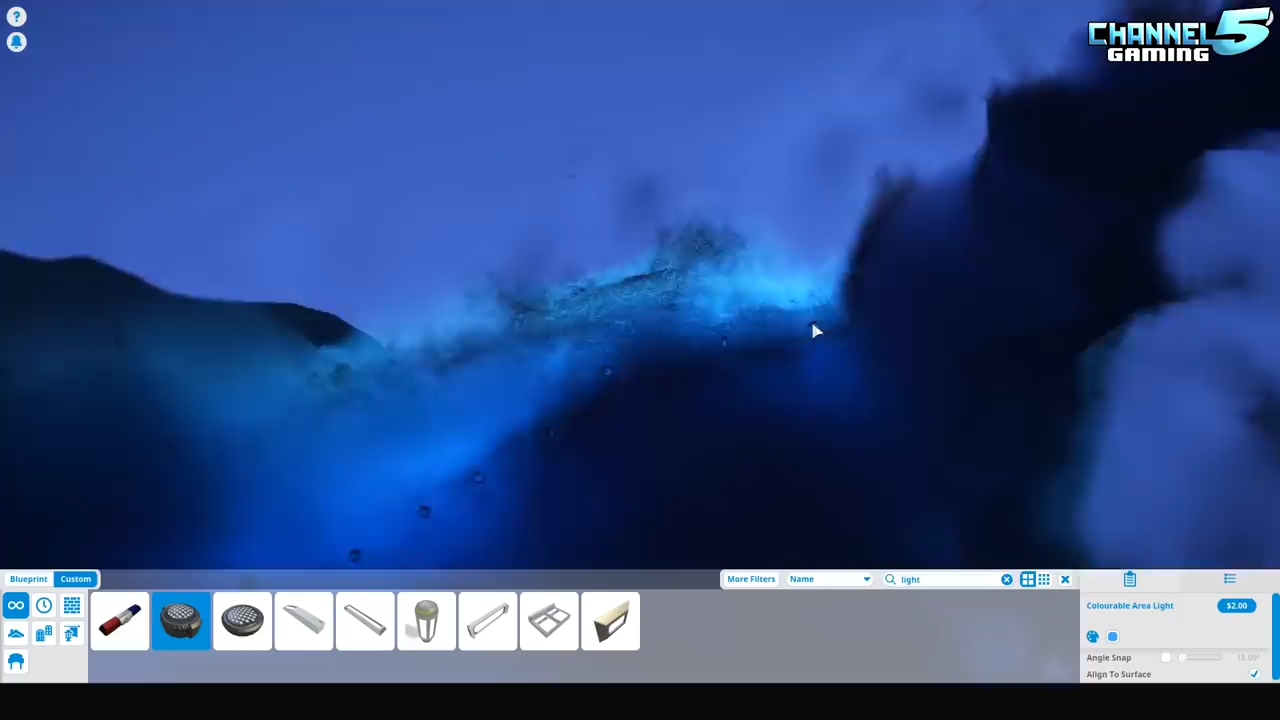 ?
CHANNEL 5
GAMING
Blueprint
Custom
More Filters
Name
light
Colourable Area Light
$2.00
Angle Snap
15.00°
Align To Surface